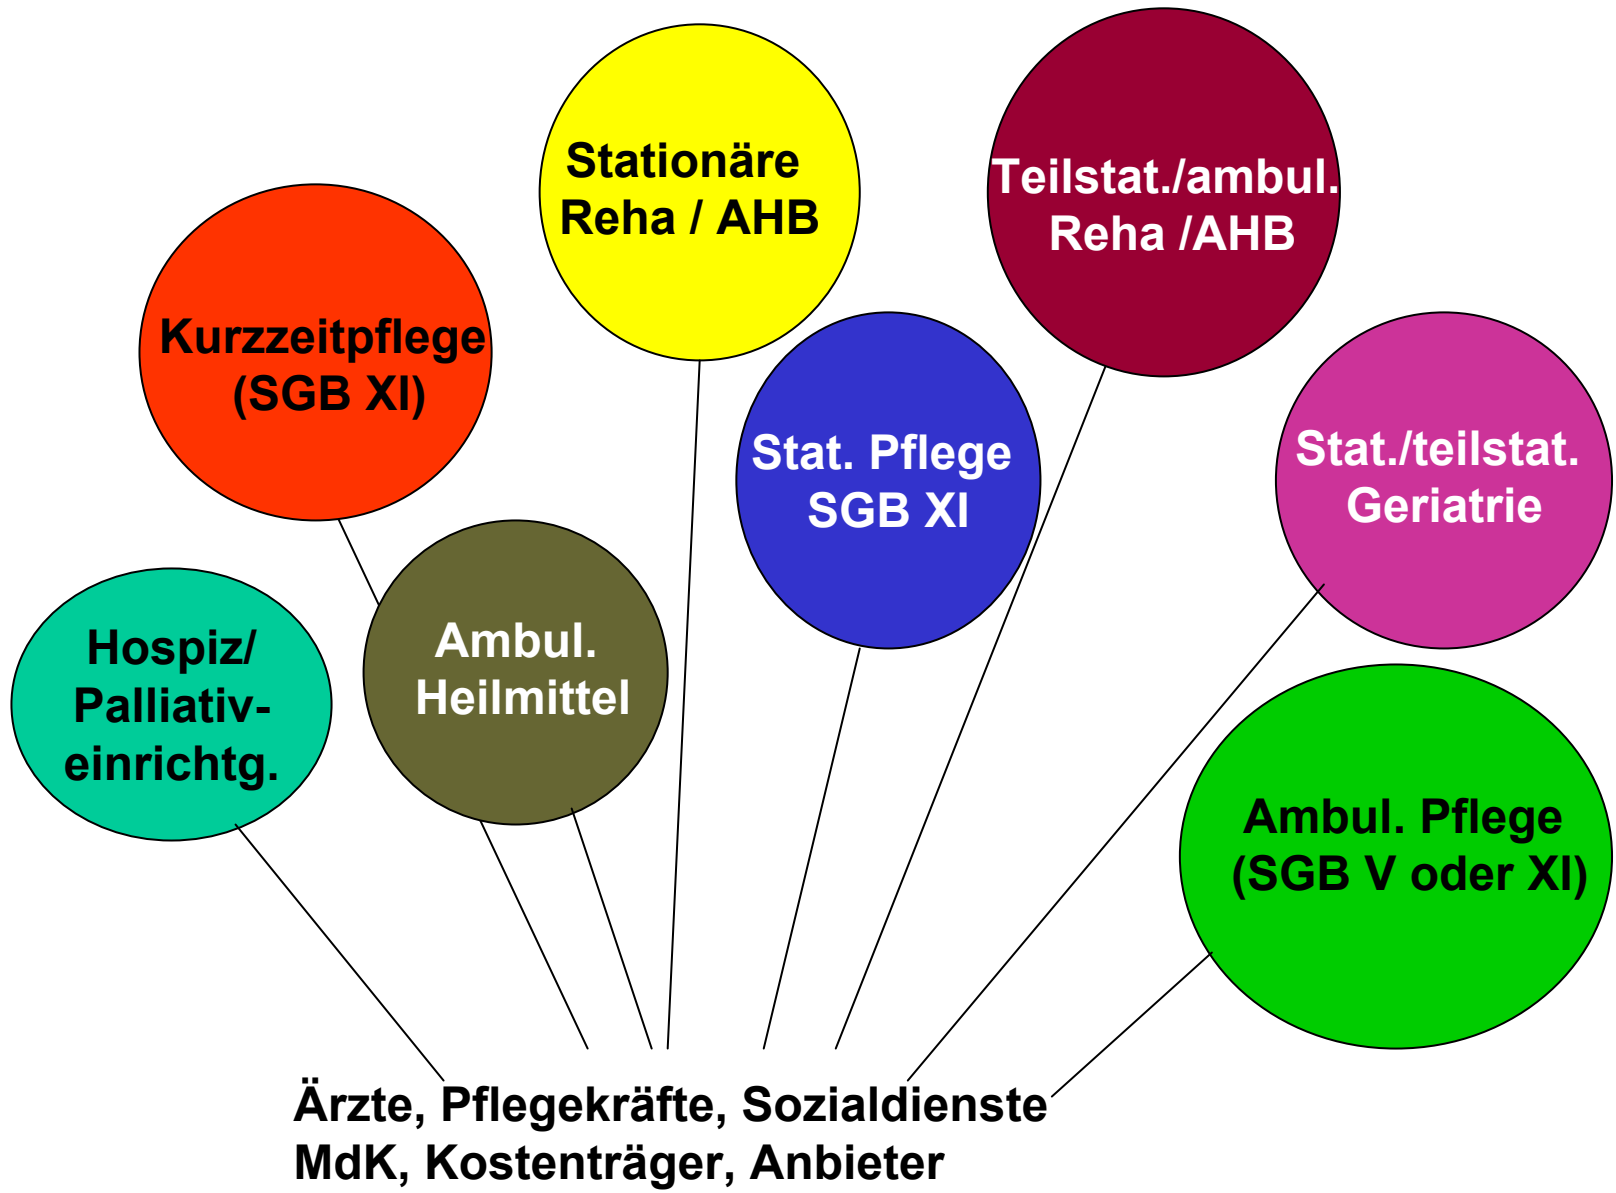 Stationäre
Reha / AHB
Teilstat./ambul.
Reha /AHB
Kurzzeitpflege
(SGB XI)
Stat. Pflege
SGB XI
Stat./teilstat.
Geriatrie
Hospiz/
Palliativ-
einrichtg.
Ambul.
Heilmittel
Ambul. Pflege
(SGB V oder XI)
Ärzte, Pflegekräfte, Sozialdienste
MdK, Kostenträger, Anbieter